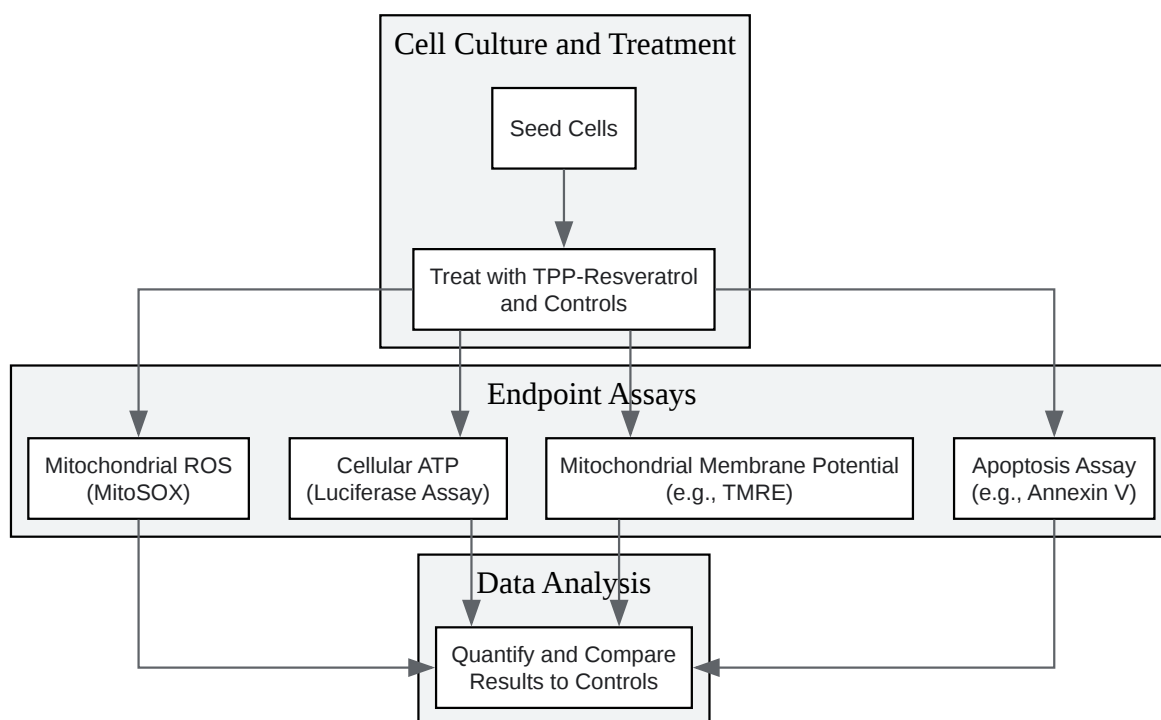 Cell Culture and Treatment
Seed Cells
Treat with TPP-Resveratrol
and Controls
Endpoint Assays
Mitochondrial ROS
(MitoSOX)
Cellular ATP
(Luciferase Assay)
Mitochondrial Membrane Potential
(e.g., TMRE)
Apoptosis Assay
(e.g., Annexin V)
Data Analysis
Quantify and Compare
Results to Controls